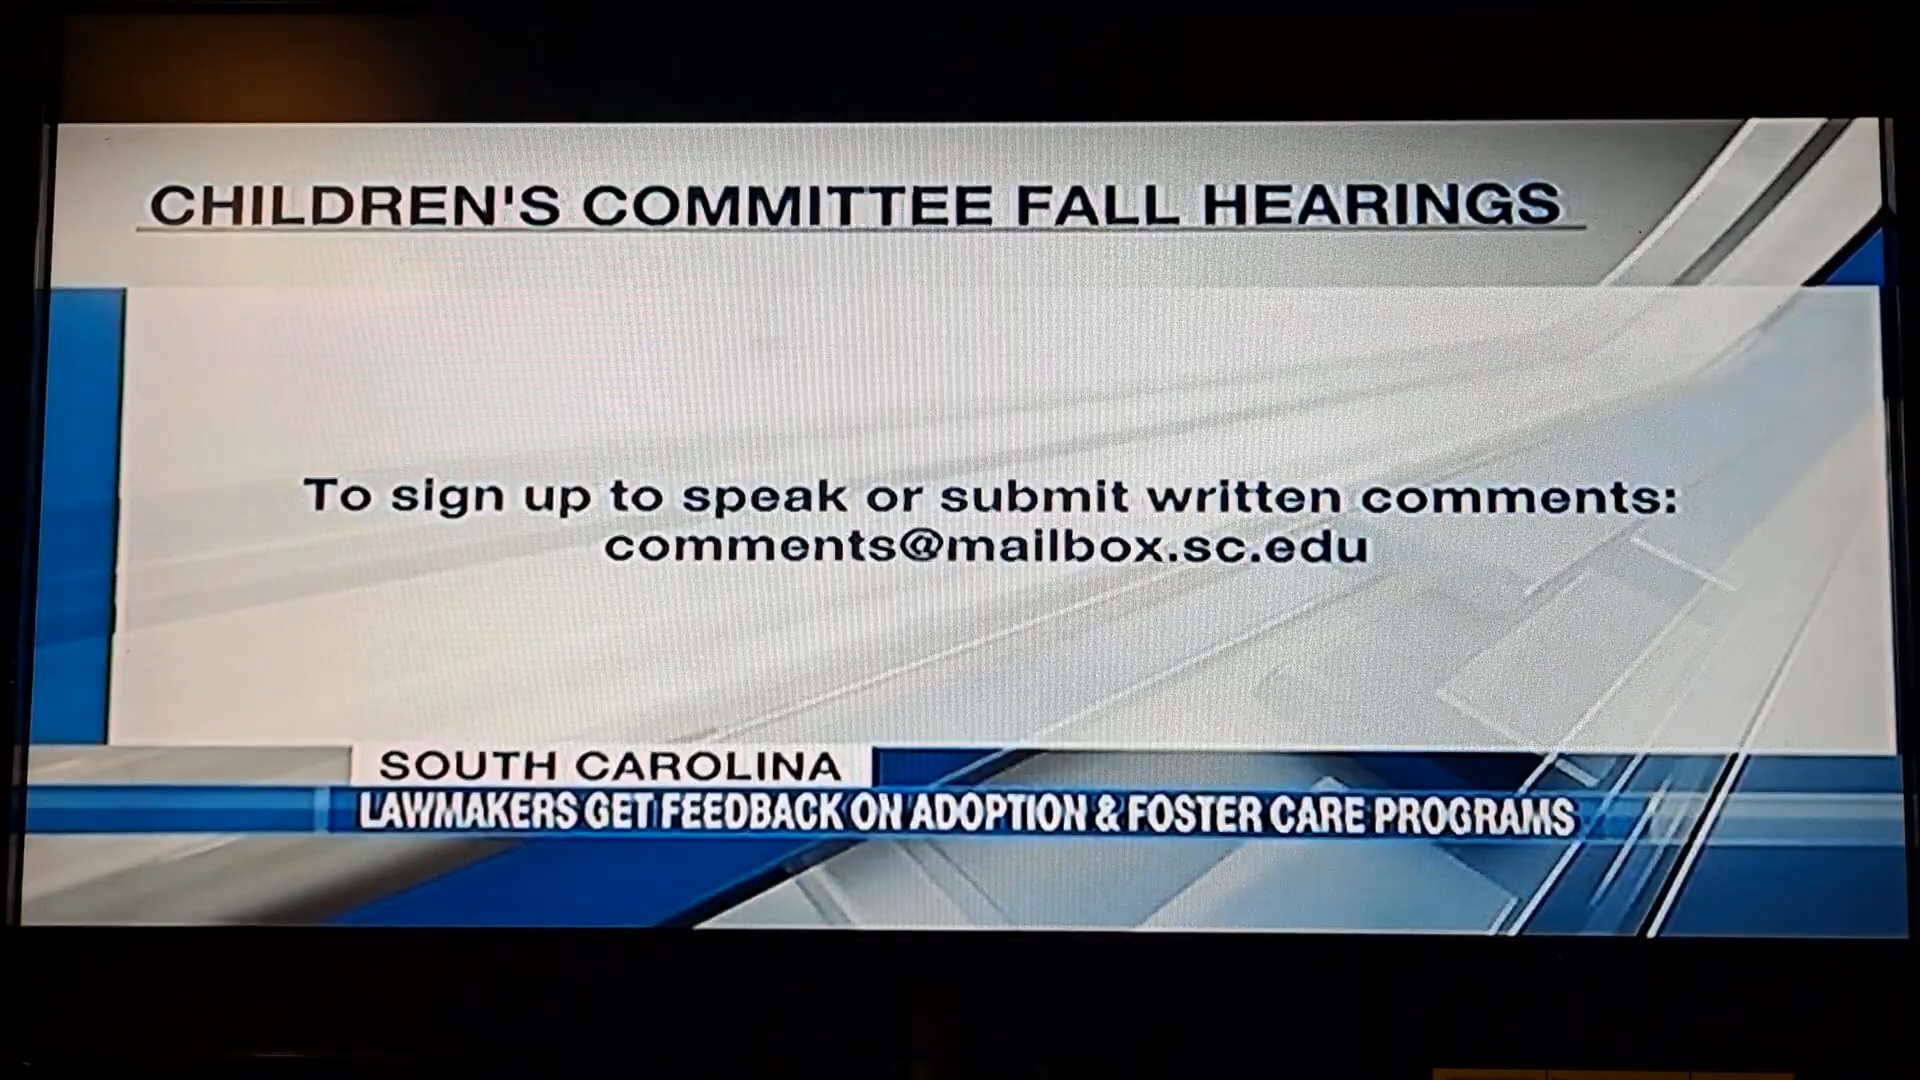 CHILDREN'S COMMITTEE FALL HEARINGS
To sign up to speak or submit written comments:
comments@mailbox.sc.edu
SOUTH CAROLINA
LAWMAKERS GET FEEDBACK ON ADOPTION & FOSTER CARE PROGRAMS